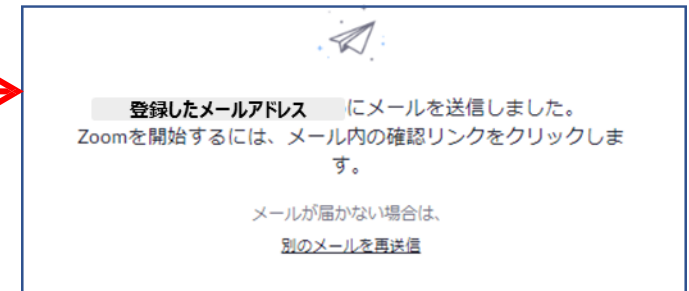 登録したメールアドレス にメールを送信しました。
Zoomを開始するには、メール内の確認リンクをクリックしま
す。
メールが届かない場合は、
別のメールを再送信